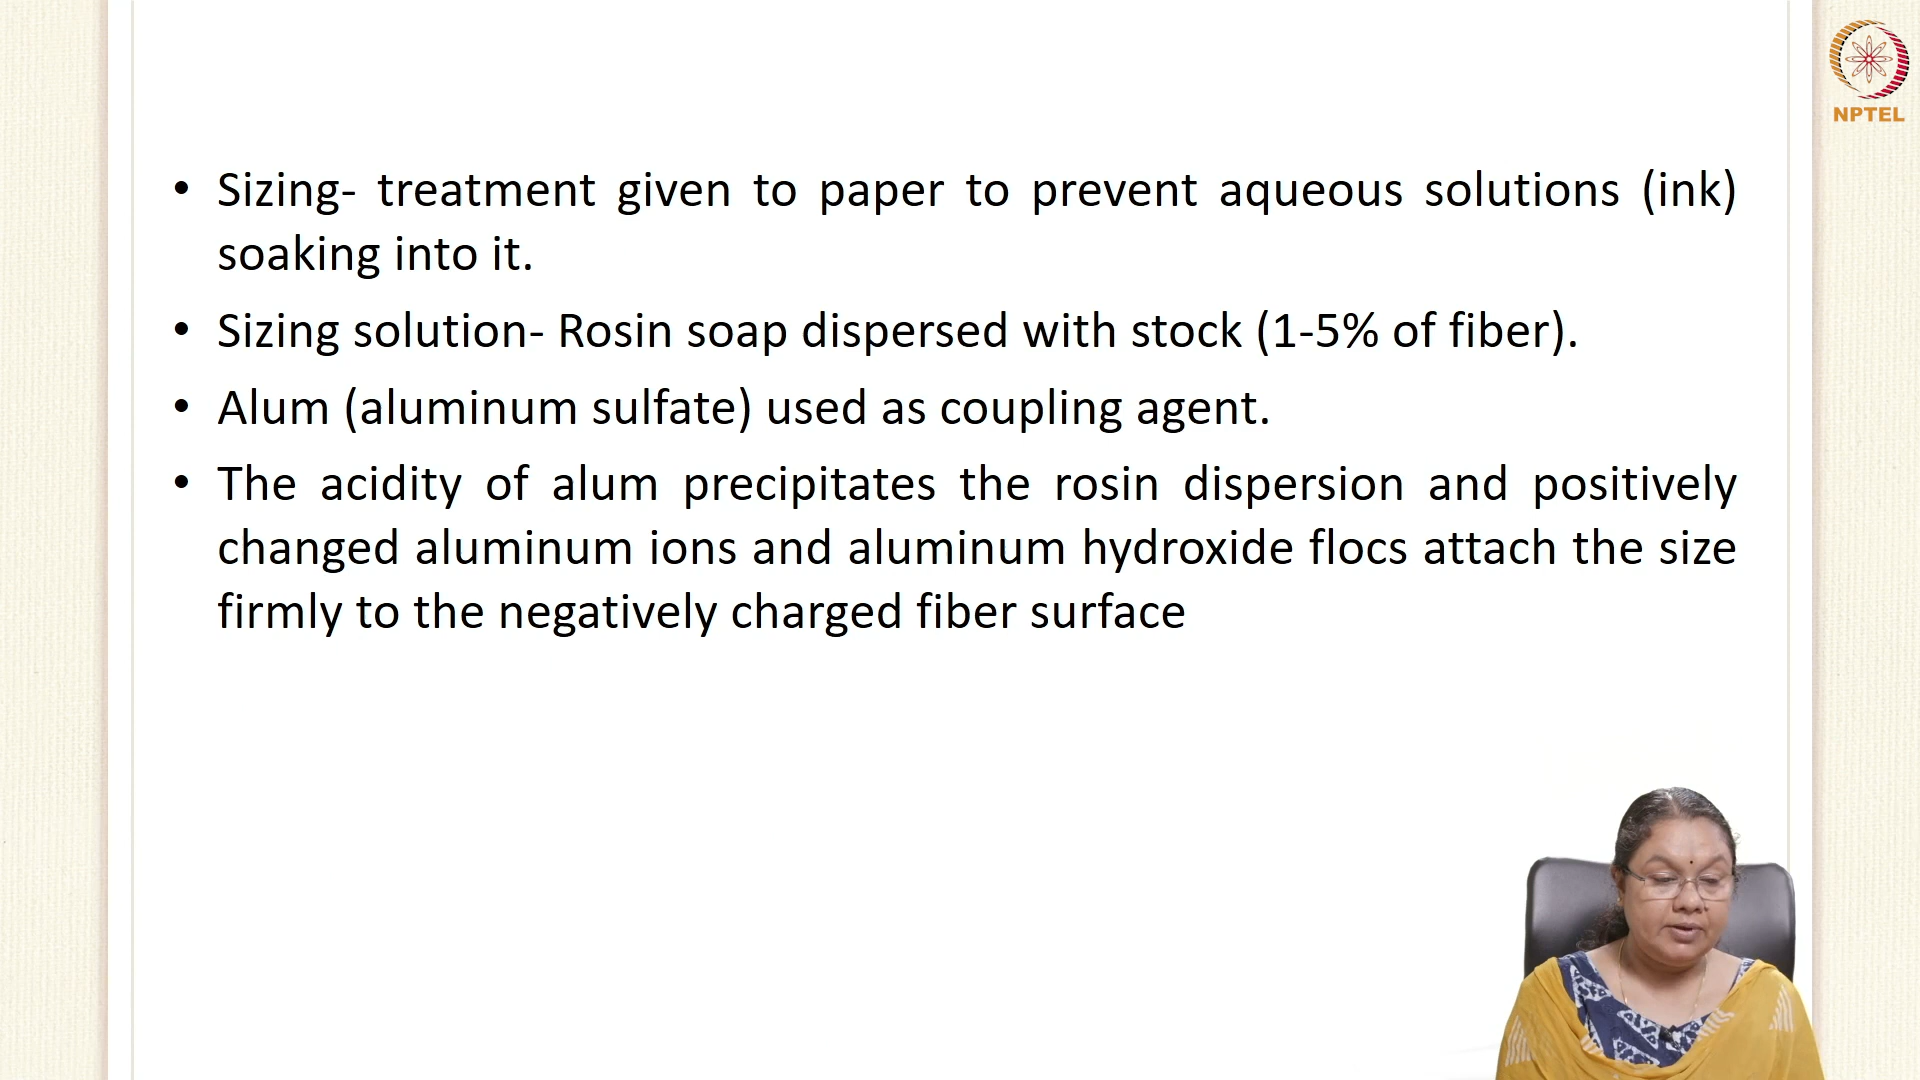 NPTEL
• Sizing- treatment given to paper to prevent aqueous solutions (ink)
soaking into it.
• Sizing solution- Rosin soap dispersed with stock (1-5% of fiber).
• Alum (aluminum sulfate) used as coupling agent.
• The acidity of alum precipitates the rosin dispersion and positively
changed aluminum ions and aluminum hydroxide flocs attach the size
firmly to the negatively charged fiber surface